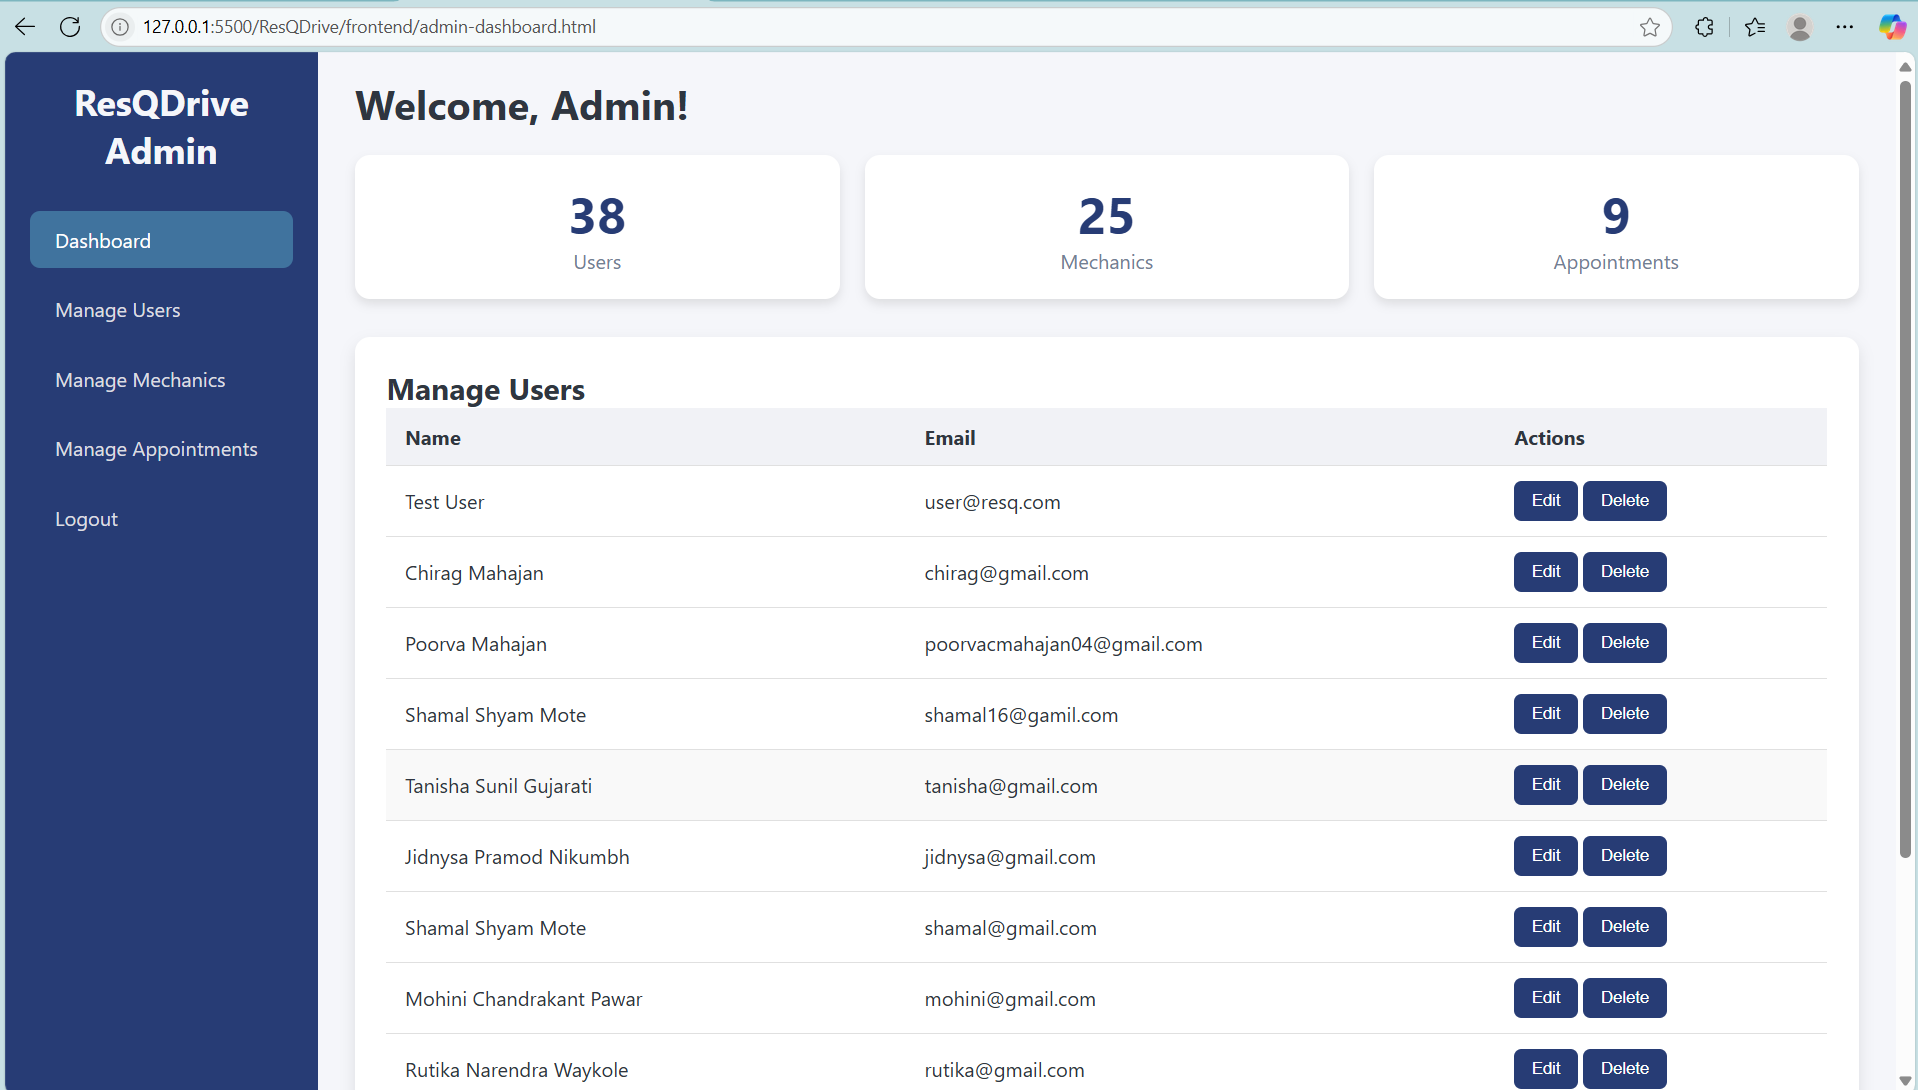 127.0.0.1:5500/ResQDrive/frontend/admin-dashboard.html
ResQDrive
Admin
Dashboard
Manage Users
Manage Mechanics
Manage Appointments
Logout
Welcome, Admin!
38
Users
25
Mechanics
9
Appointments
Manage Users
Name Email Actions
Test User user@resq.com Edit Delete
Chirag Mahajan chirag@gmail.com Edit Delete
Poorva Mahajan poorvacmahajan04@gmail.com Edit Delete
Shamal Shyam Mote shamal16@gamil.com Edit Delete
Tanisha Sunil Gujarati tanisha@gmail.com Edit Delete
Jidnysa Pramod Nikumbh jidnysa@gmail.com Edit Delete
Shamal Shyam Mote shamal@gmail.com Edit Delete
Mohini Chandrakant Pawar mohini@gmail.com Edit Delete
Rutika Narendra Waykole rutika@gmail.com Edit Delete